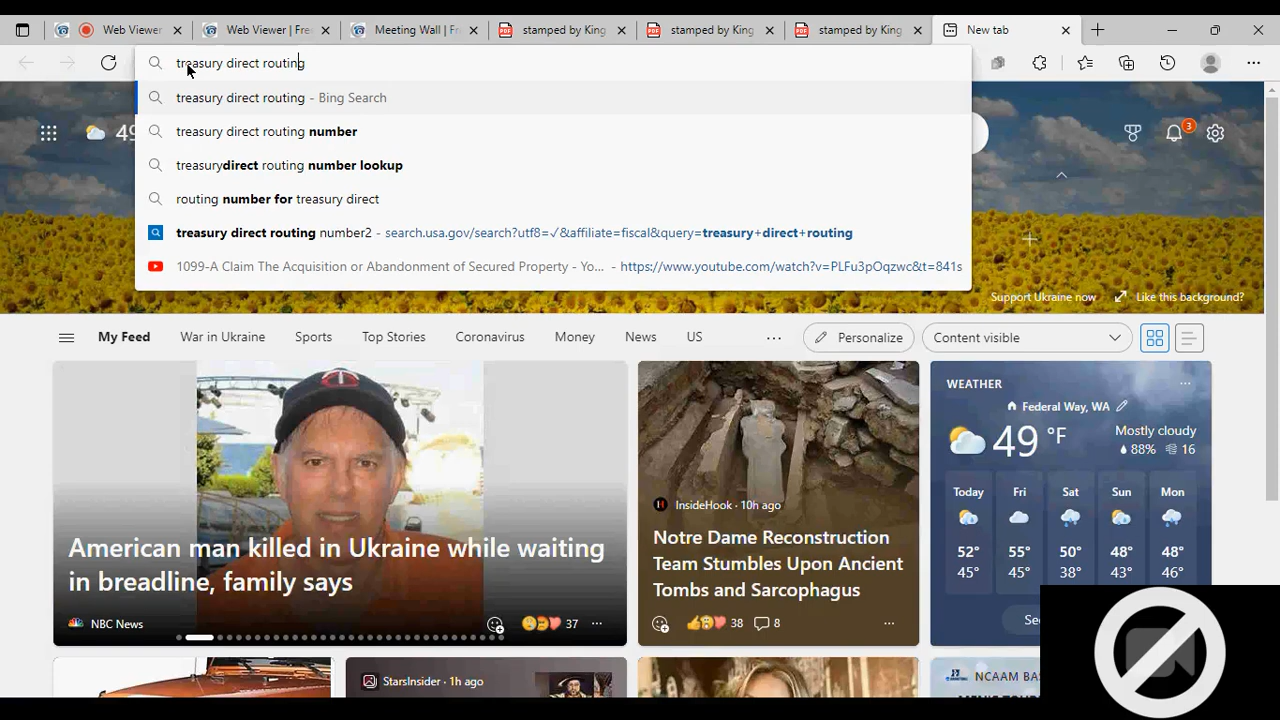 Web Viewer
Web Viewer | Fre
Meeting Wall | Fr
stamped by King
stamped by King
stamped by King
New tab
treasury direct routing
treasury direct routing - Bing Search
treasury direct routing number
treasurydirect routing number lookup
routing number for treasury direct
treasury direct routing number2 - search.usa.gov/search?utf8=✓&affiliate=fiscal&query=treasury+direct+routing
1099-A Claim The Acquisition or Abandonment of Secured Property - Yo... - https://www.youtube.com/watch?v=PLFu3pOqzwc&t=841s
49
3
Support Ukraine now
Like this background?
My Feed
War in Ukraine
Sports
Top Stories
Coronavirus
Money
News
US
...
Personalize
Content visible
American man killed in Ukraine while waiting
in breadline, family says
NBC News
37
...
InsideHook · 10h ago
Notre Dame Reconstruction
Team Stumbles Upon Ancient
Tombs and Sarcophagus
38
8
...
WEATHER
...
Federal Way, WA
49 °F
Mostly cloudy
88% 16
Today Fri Sat Sun Mon
52° 55° 50° 48° 48°
45° 45° 38° 43° 46°
StarsInsider · 1h ago
...
NCAAM BAS